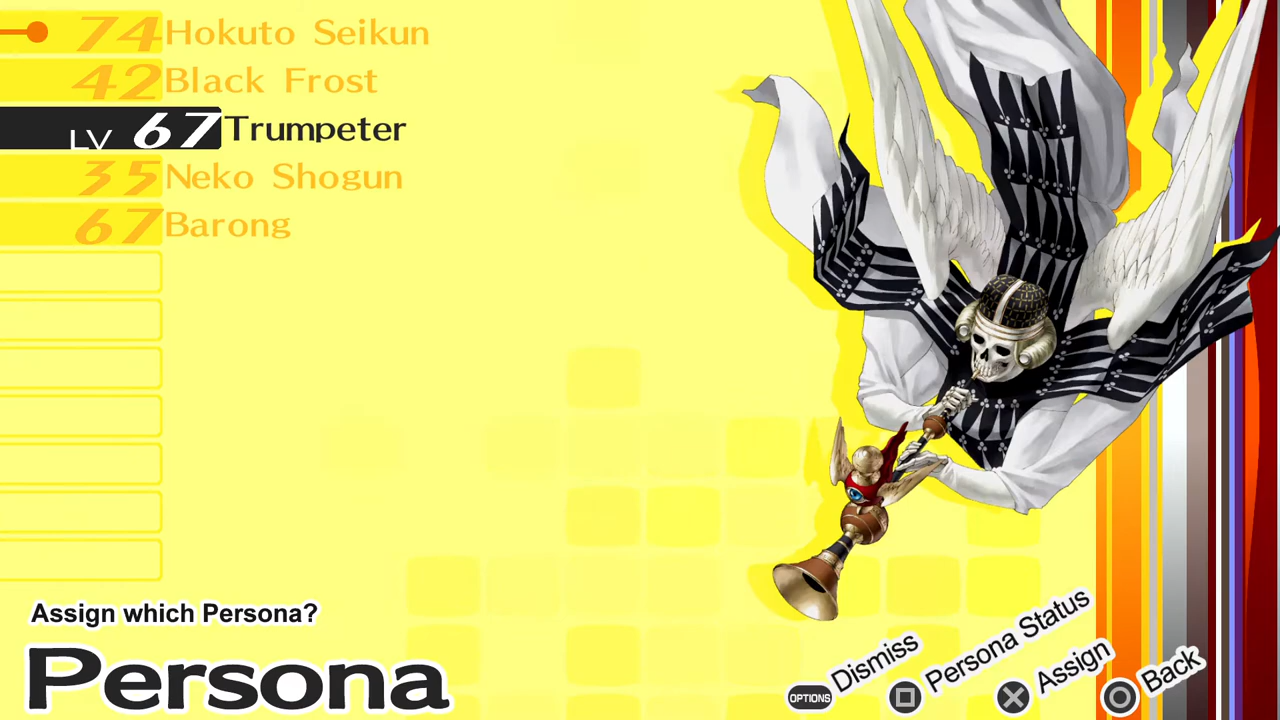 74 Hokuto Seikun
42 Black Frost
LV 67 Trumpeter
35 Neko Shogun
67 Barong
Assign which Persona?
Persona
OPTIONS Dismiss
Persona Status
Assign
Back